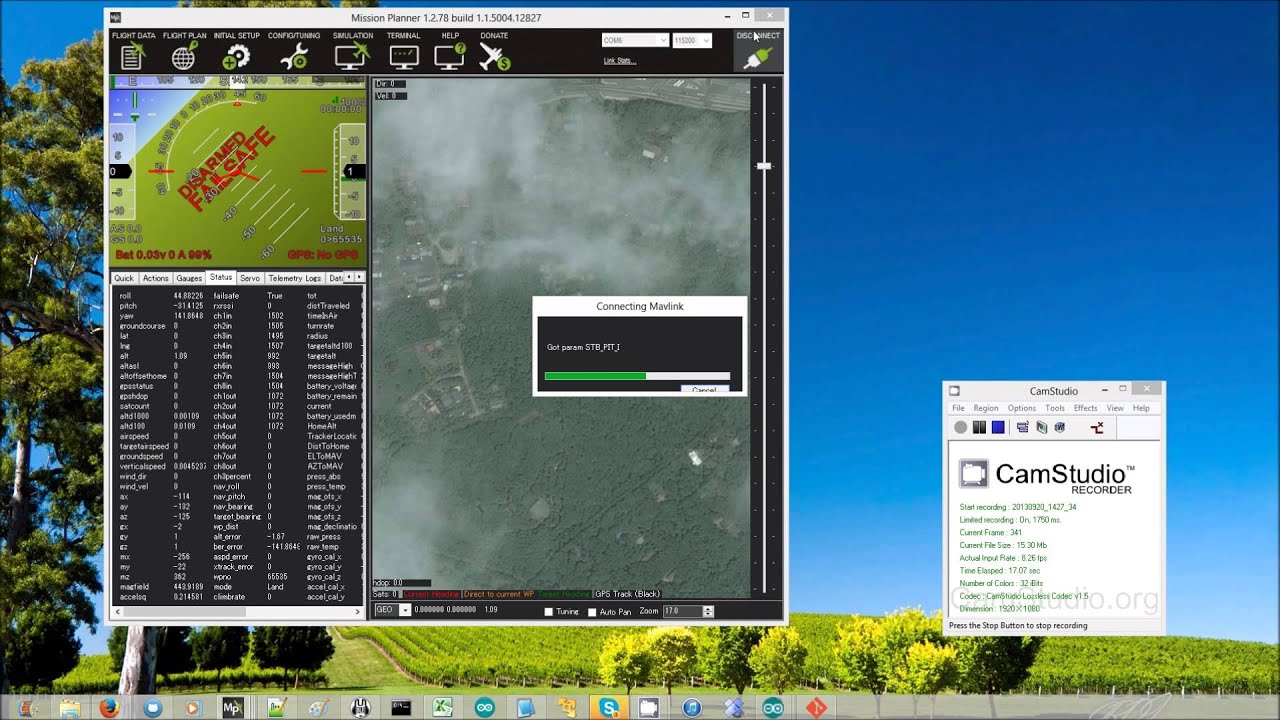 Mission Planner 1.2.78 build 1.1.5004.12827
FLIGHT DATA FLIGHT PLAN INITIAL SETUP CONFIG/TUNING SIMULATION TERMINAL HELP DONATE
COM6 115200 DISCONNECT
Link Stats...
Dir: 0
Vel: 0
00:00:00
DISARMED
FAILSAFE
AS 0.0
GS 0.0
Land
0>65535
Bat 0.03v 0 A 99% GPS: No GPS
Quick Actions Gauges Status Servo Telemetry Logs
roll 44.88226 failsafe True tot
pitch -31.4125 rxrssi 0 distTraveled
yaw 141.8648 ch1in 1502 timeInAir
groundcourse 0 ch2in 1505 turnrate
lat 0 ch3in 1495 radius
lng 0 ch4in 1507 targetaltd100
alt 1.09 ch5in 992 targetalt
altasl 0 ch6in 993 messageHigh
altoffsethome 0 ch7in 1504 messageHighT
gpsstatus 0 ch8in 1504 battery_voltage
gpshdop 0 ch1out 1072 battery_remain
satcount 0 ch2out 1072 current
altd1000 0.00109 ch3out 1072 battery_usedm
altd100 0.0109 ch4out 1072 HomeAlt
airspeed 0 ch5out 0 TrackerLocatio
targetairspeed 0 ch6out 0 DistToHome
groundspeed 0 ch7out 0 ELToMAV
verticalspeed 0.0045237 ch8out 0 AZToMAV
wind_dir 0 ch3percent 0 press_abs
wind_vel 0 nav_roll 0 press_temp
ax -114 nav_pitch 0 mag_ofs_x
ay -132 nav_bearing 0 mag_ofs_y
az -125 target_bearing 0 mag_ofs_z
gx -2 wp_dist 0 mag_declinatio
gy 1 alt_error -1.67 raw_press
gz 1 ber_error -141.8648 raw_temp
mx -256 aspd_error 0 gyro_cal_x
my -22 xtrack_error 0 gyro_cal_y
mz 362 wpno 65535 gyro_cal_z
magfield 443.9189 mode Land accel_cal_x
accelsq 0.214581 climbrate 0 accel_cal_y
Connecting Mavlink
Got param STB_PIT_I
Cancel
hdop: 0.0
Sats: 0 Current Heading Direct to current WP Target Heading GPS Track (Black)
GEO 0.000000 0.000000 1.09 Tuning Auto Pan Zoom 17.0
CamStudio
File Region Options Tools Effects View Help
CamStudio™
RECORDER
Start recording : 20130920_1427_34
Limited recording : On, 1750 ms.
Current Frame : 341
Current File Size : 15.30 Mb
Actual Input Rate : 8.26 fps
Time Elasped : 17.07 sec
Number of Colors : 32 Bits
Codec : CamStudio Lossless Codec v1.5
Dimension : 1920X1080
Press the Stop Button to stop recording